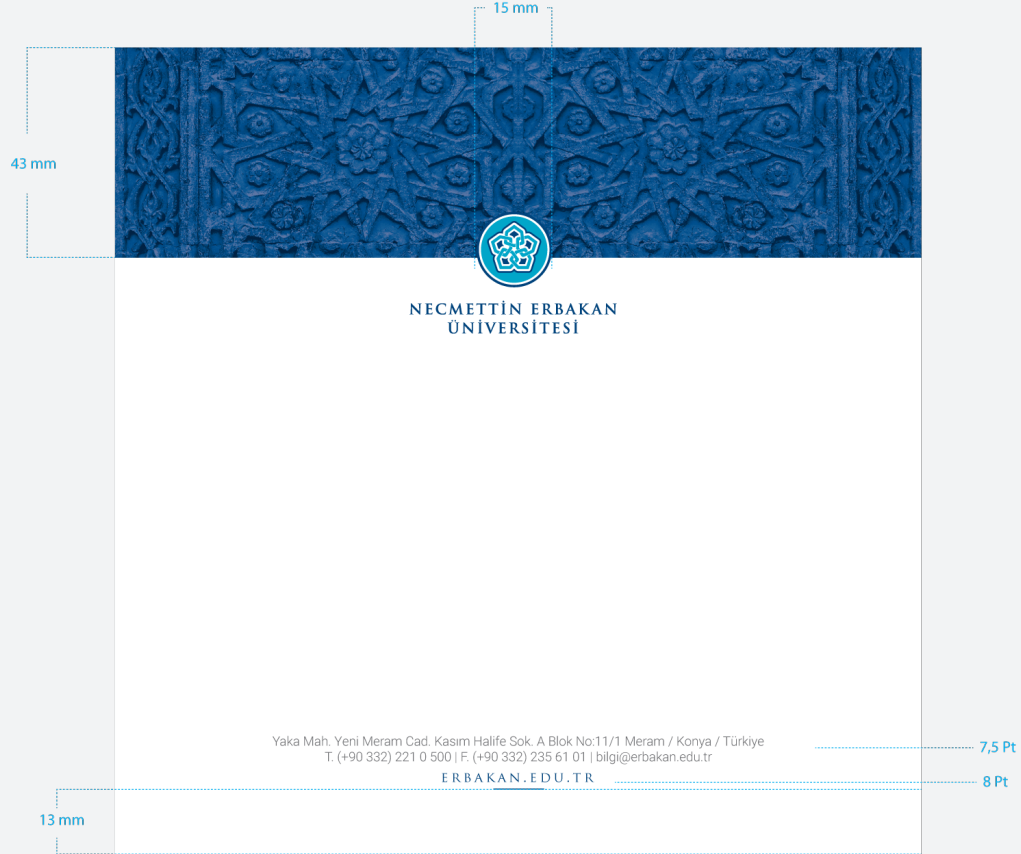 15 mm
43 mm
NECMETTİN ERBAKAN
ÜNİVERSİTESİ
Yaka Mah. Yeni Meram Cad. Kasım Halife Sok. A Blok No:11/1 Meram / Konya / Türkiye
7,5 Pt
T. (+90 332) 221 0 500 | F. (+90 332) 235 61 01 | bilgi@erbakan.edu.tr
ERBAKAN.EDU.TR
8 Pt
13 mm